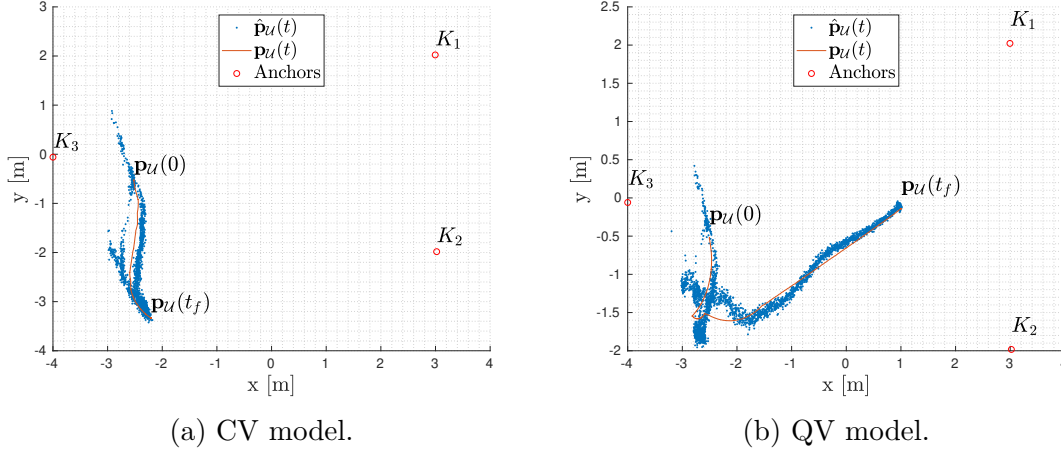 3
2
1
0
-1
-2
-3
-4
y [m]
-4 -3 -2 -1 0 1 2 3 4
x [m]
p̂𝒰(t)
p𝒰(t)
Anchors
K₁
K₂
K₃
p𝒰(0)
p𝒰(t_f)
(a) CV model.
2.5
2
1.5
1
0.5
0
-0.5
-1
-1.5
-2
y [m]
-4 -3 -2 -1 0 1 2 3
x [m]
p̂𝒰(t)
p𝒰(t)
Anchors
K₁
K₃
p𝒰(t_f)
p𝒰(0)
K₂
(b) QV model.